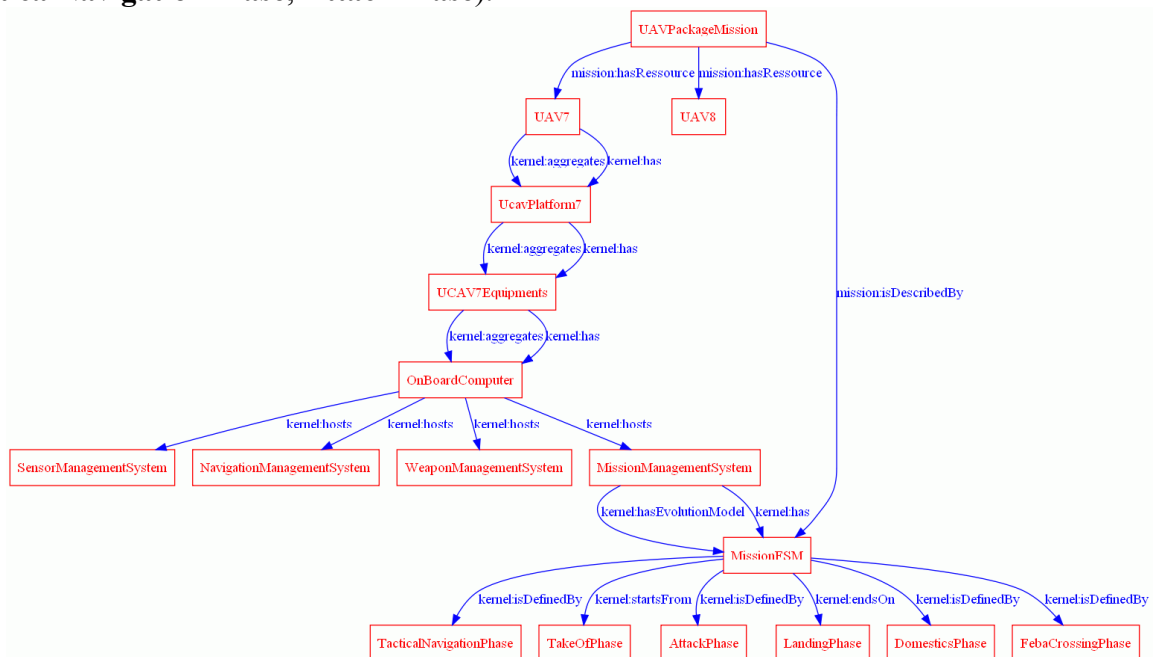 UAVPackageMission
mission:hasRessource mission:hasRessource
UAV7 UAV8
kernel:aggregates kernel:has
UcavPlatform7
kernel:aggregates kernel:has
UCAV7Equipments mission:isDescribedBy
kernel:aggregates kernel:has
OnBoardComputer
kernel:hosts kernel:hosts kernel:hosts kernel:hosts
SensorManagementSystem NavigationManagementSystem WeaponManagementSystem MissionManagementSystem
kernel:hasEvolutionModel kernel:has
MissionFSM
kernel:isDefinedBy kernel:startsFrom kernel:isDefinedBy kernel:endsOn kernel:isDefinedBy kernel:isDefinedBy
TacticalNavigationPhase TakeOfPhase AttackPhase LandingPhase DomesticsPhase FebaCrossingPhase